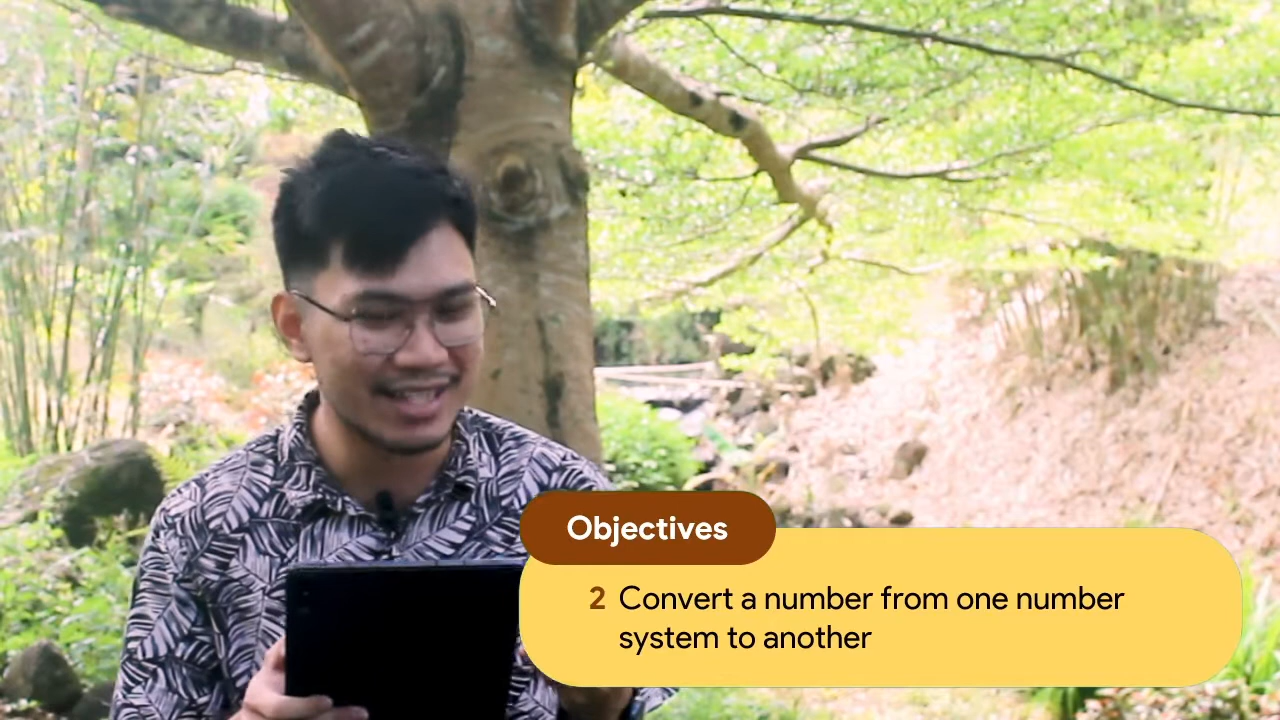 Objectives
2 Convert a number from one number
system to another